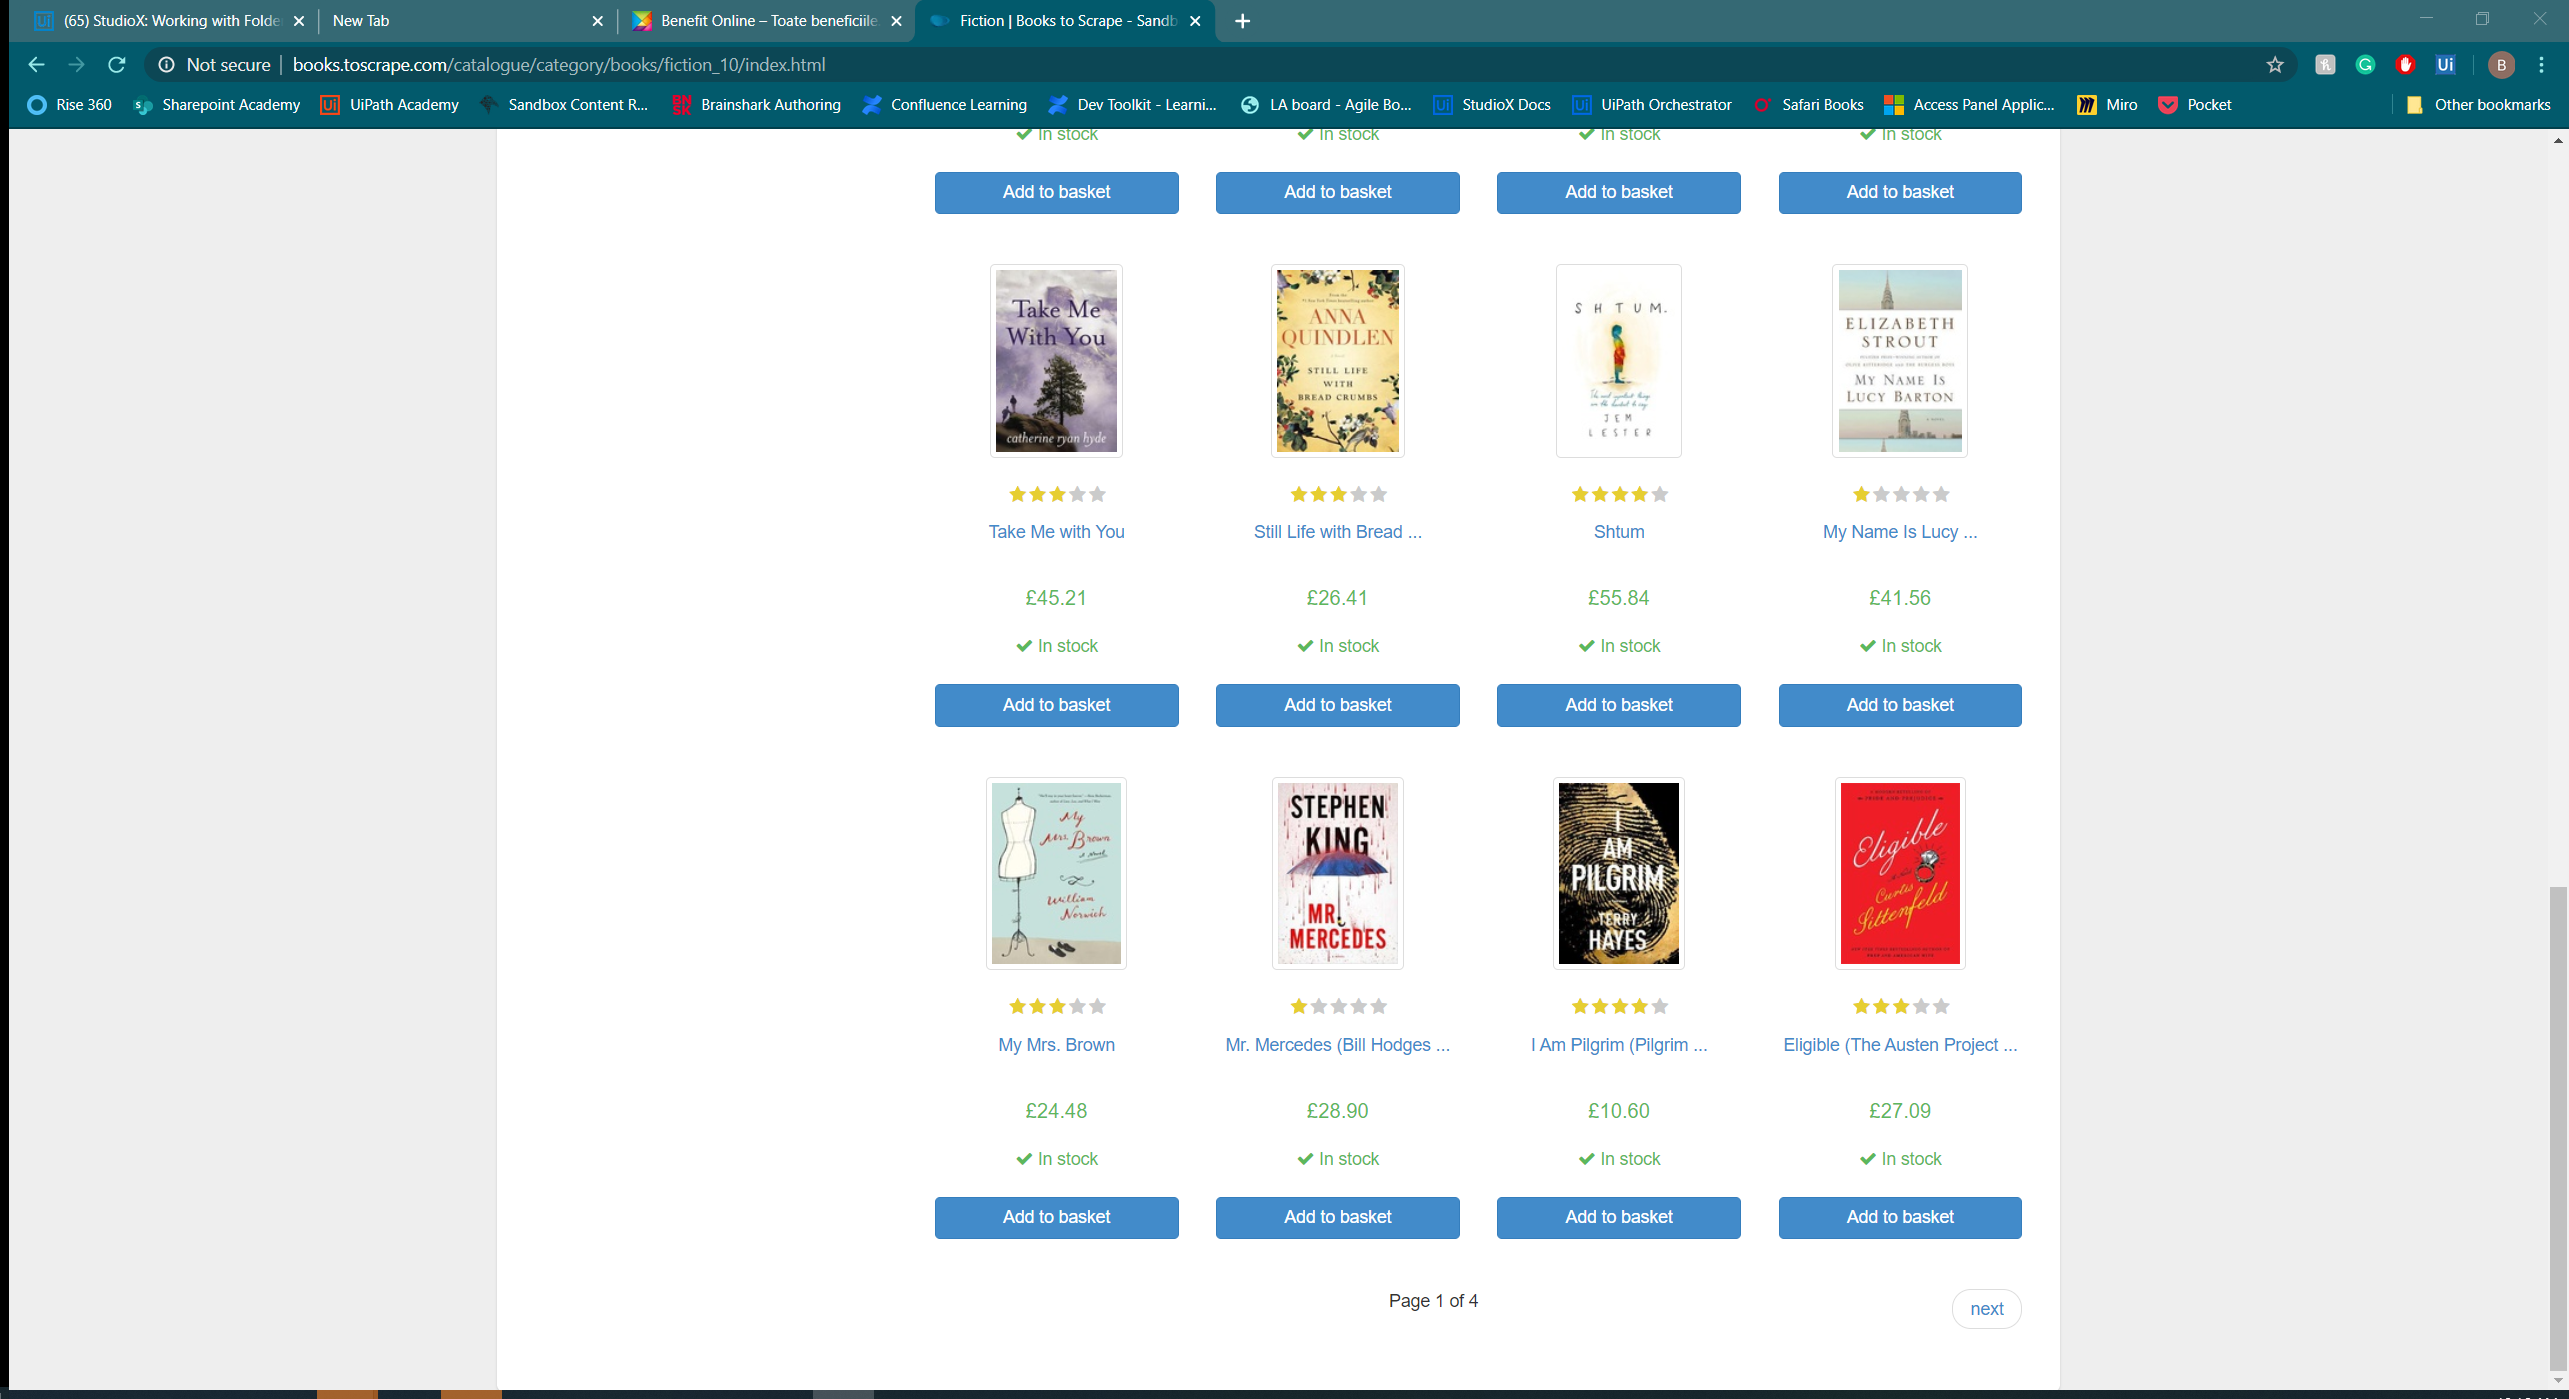 (65) StudioX: Working with Folde
New Tab
Benefit Online – Toate beneficiile
Fiction | Books to Scrape - Sandb
Not secure | books.toscrape.com/catalogue/category/books/fiction_10/index.html
Rise 360 Sharepoint Academy UiPath Academy Sandbox Content R... Brainshark Authoring Confluence Learning Dev Toolkit - Learni... LA board - Agile Bo... StudioX Docs UiPath Orchestrator Safari Books Access Panel Applic... Miro Pocket Other bookmarks
In stock In stock In stock In stock
Add to basket Add to basket Add to basket Add to basket
Take Me
With You
catherine ryan hyde
ANNA
QUINDLEN
STILL LIFE
WITH
BREAD CRUMBS
SHTUM.
JEM
LESTER
ELIZABETH
STROUT
MY NAME IS
LUCY BARTON
Take Me with You Still Life with Bread ... Shtum My Name Is Lucy ...
£45.21 £26.41 £55.84 £41.56
In stock In stock In stock In stock
Add to basket Add to basket Add to basket Add to basket
My
Mrs. Brown
William
Norwich
STEPHEN
KING
MR.
MERCEDES
I
AM
PILGRIM
TERRY
HAYES
Eligible
Curtis
Sittenfeld
My Mrs. Brown Mr. Mercedes (Bill Hodges ... I Am Pilgrim (Pilgrim ... Eligible (The Austen Project ...
£24.48 £28.90 £10.60 £27.09
In stock In stock In stock In stock
Add to basket Add to basket Add to basket Add to basket
Page 1 of 4
next